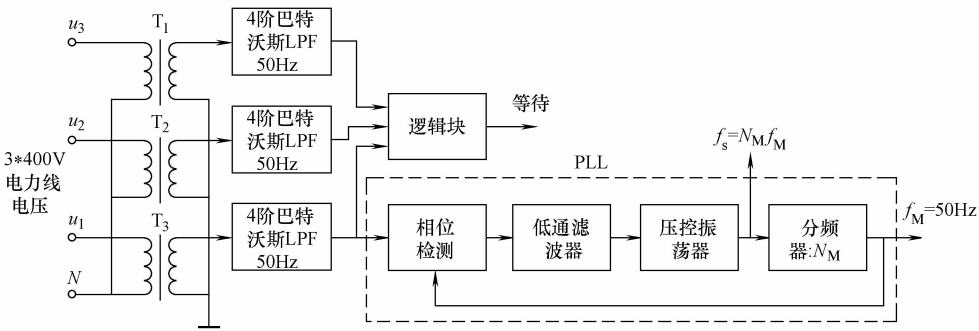 u3
T1
4阶巴特
沃斯LPF
50Hz
u2
T2
4阶巴特
沃斯LPF
50Hz
逻辑块
等待
3*400V
电力线
电压
fs=NMfM
PLL
u1
T3
4阶巴特
沃斯LPF
50Hz
相位
检测
低通滤
波器
压控振
荡器
分频
器:NM
fM=50Hz
N